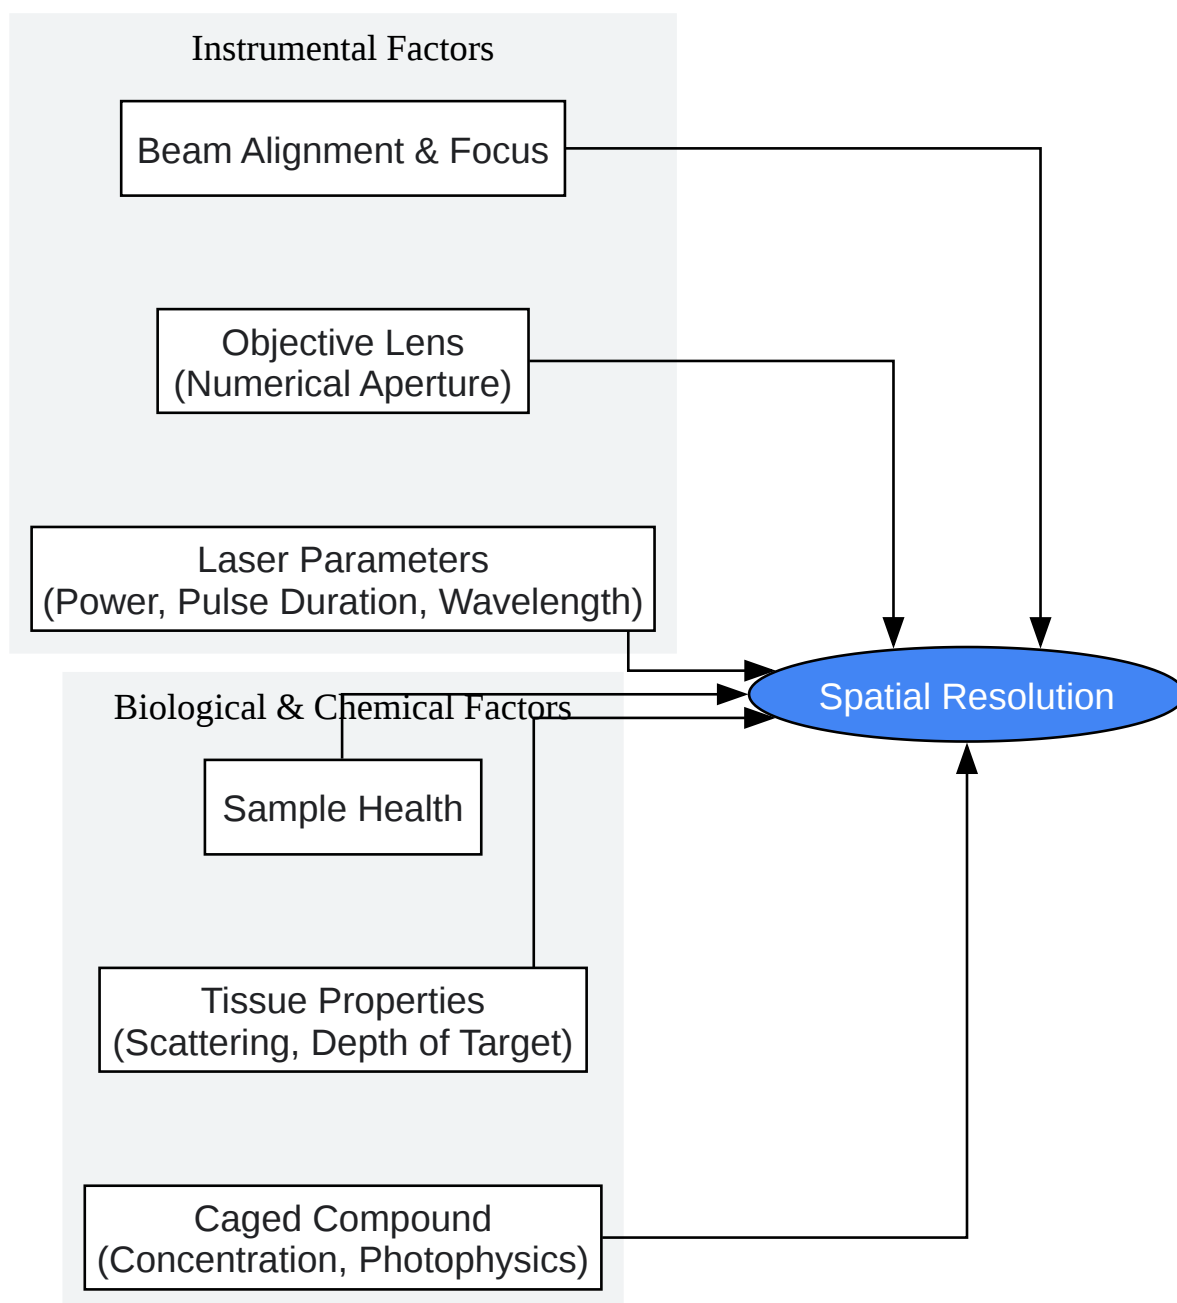 Instrumental Factors
Beam Alignment & Focus
Objective Lens
(Numerical Aperture)
Laser Parameters
(Power, Pulse Duration, Wavelength)
Spatial Resolution
Biological & Chemical Factors
Sample Health
Tissue Properties
(Scattering, Depth of Target)
Caged Compound
(Concentration, Photophysics)